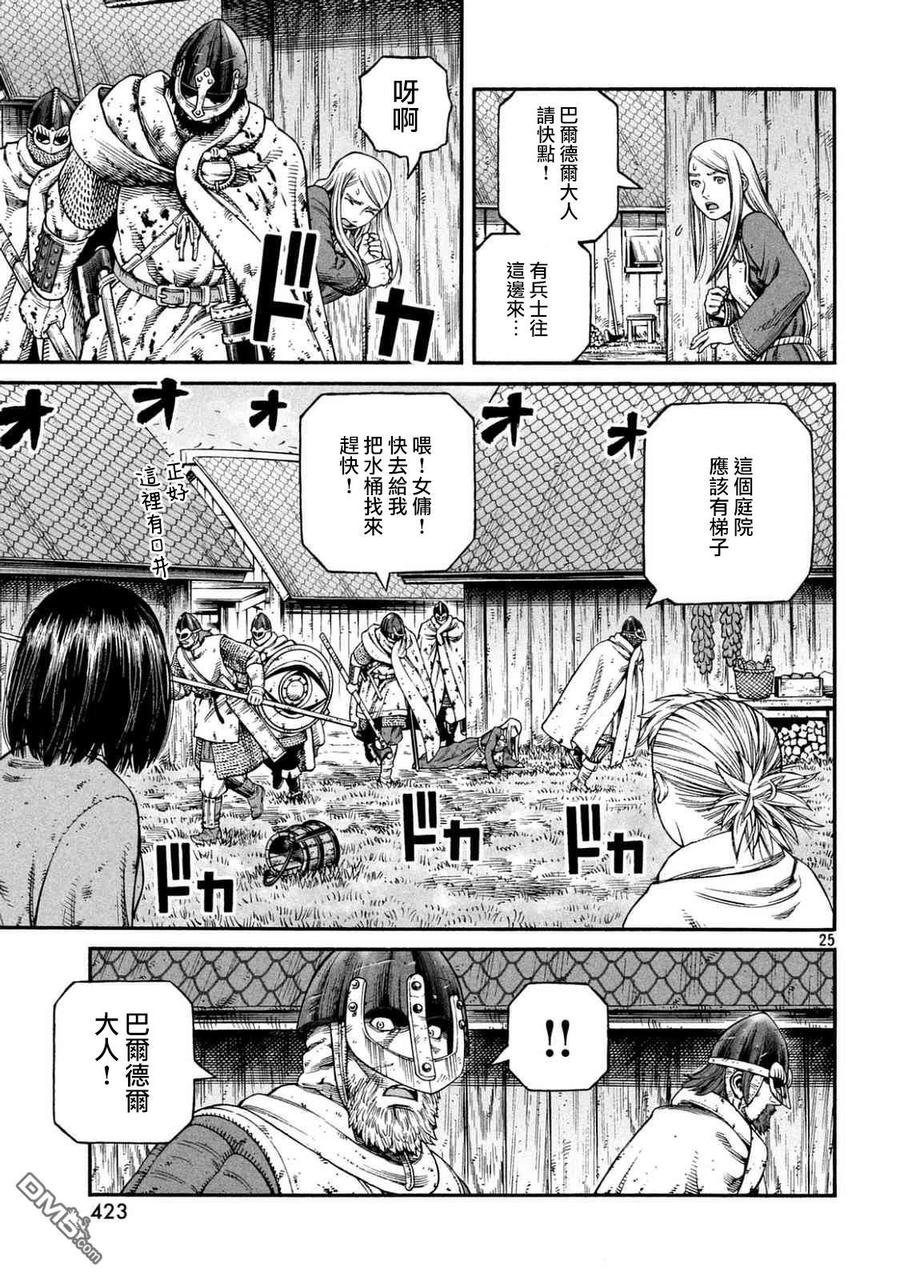 巴爾德爾大人
請快點！
有兵士往
這邊來…
呀啊
ドカ
這個庭院
應該有梯子
喂！女傭！
快去給我
把水桶找來
趕快！
オオオオ
正好
這裡有口井
ドカ
ドカ
ドカ
25
!!
巴爾德爾
大人！
423
DM5.com